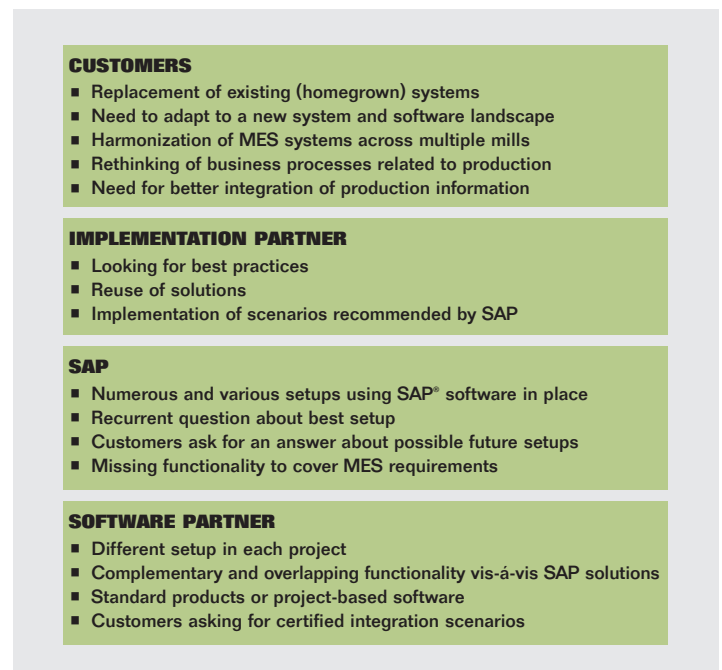 CUSTOMERS
■ Replacement of existing (homegrown) systems
■ Need to adapt to a new system and software landscape
■ Harmonization of MES systems across multiple mills
■ Rethinking of business processes related to production
■ Need for better integration of production information
IMPLEMENTATION PARTNER
■ Looking for best practices
■ Reuse of solutions
■ Implementation of scenarios recommended by SAP
SAP
■ Numerous and various setups using SAP® software in place
■ Recurrent question about best setup
■ Customers ask for an answer about possible future setups
■ Missing functionality to cover MES requirements
SOFTWARE PARTNER
■ Different setup in each project
■ Complementary and overlapping functionality vis-á-vis SAP solutions
■ Standard products or project-based software
■ Customers asking for certified integration scenarios